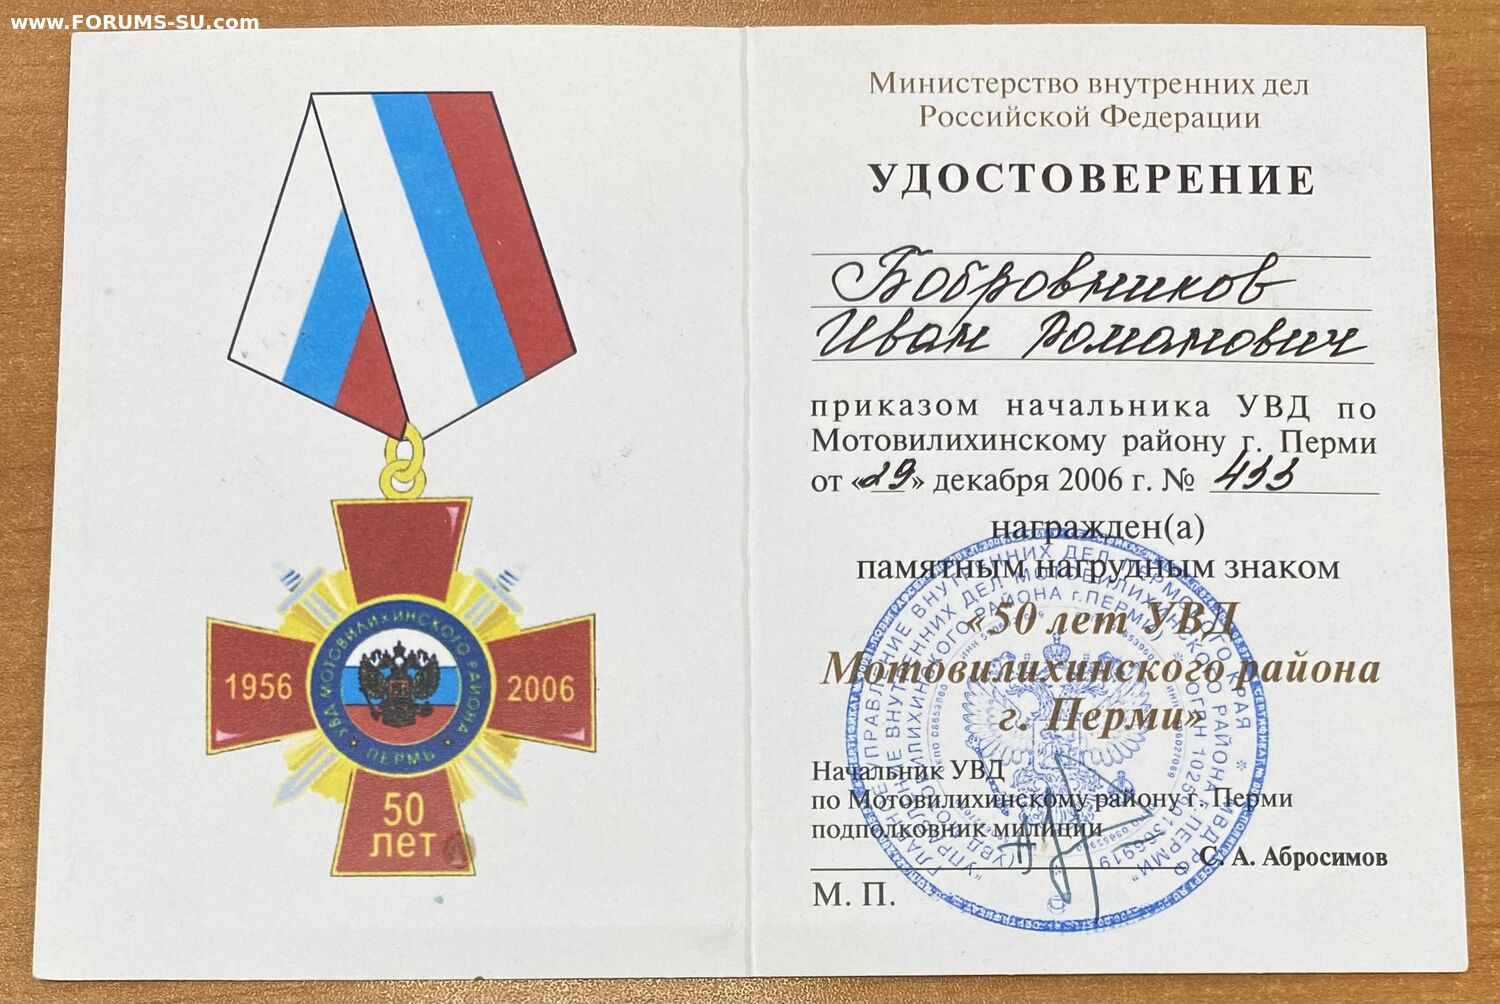 www.FORUMS-SU.com
УВД МОТОВИЛИХИНСКОГО РАЙОНА
• ПЕРМЬ •
1956
2006
50
лет
Министерство внутренних дел
Российской Федерации
УДОСТОВЕРЕНИЕ
Бобровников
Иван Романович
приказом начальника УВД по
Мотовилихинскому району г. Перми
от «29» декабря 2006 г. № 433
награжден(а)
памятным нагрудным знаком
«50 лет УВД
Мотовилихинского района
г. Перми»
Начальник УВД
по Мотовилихинскому району г. Перми
подполковник милиции
С. А. Абросимов
М. П.